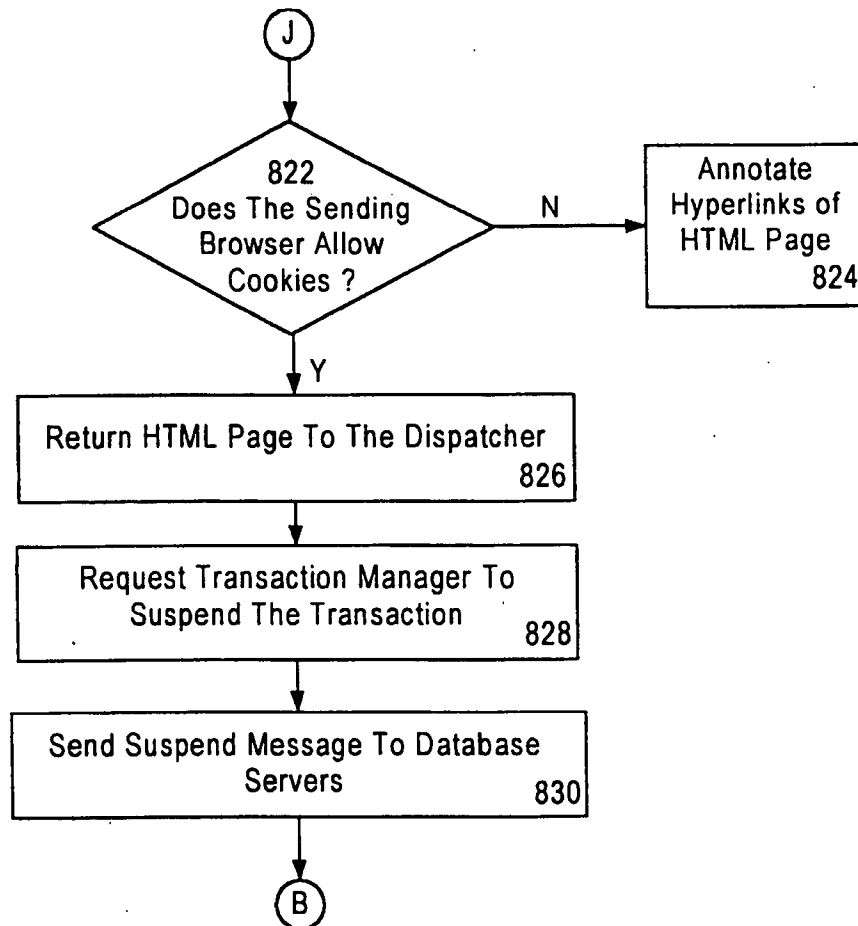 J
822
Does The Sending
Browser Allow
Cookies ?
N
Annotate
Hyperlinks of
HTML Page
824
Y
Return HTML Page To The Dispatcher
826
Request Transaction Manager To
Suspend The Transaction
828
Send Suspend Message To Database
Servers
830
B